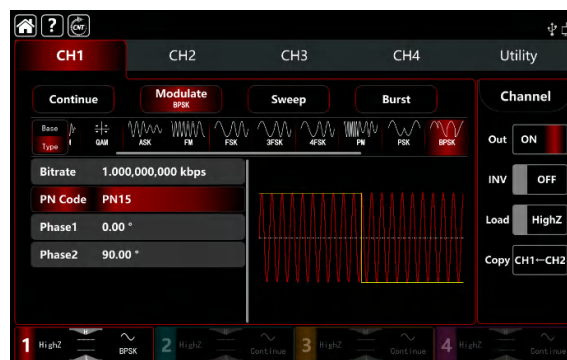 ? CNT
CH1 CH2 CH3 CH4 Utility
Continue Modulate Sweep Burst Channel
BPSK
Base
Type QAM ASK FM FSK 3FSK 4FSK PM PSK BPSK
Out ON
Bitrate 1.000,000,000 kbps
INV OFF
PN Code PN15
Load HighZ
Phase1 0.00 °
Phase2 90.00 °
Copy CH1←CH2
1 HighZ BPSK 2 HighZ Continue 3 HighZ Continue 4 HighZ Continue